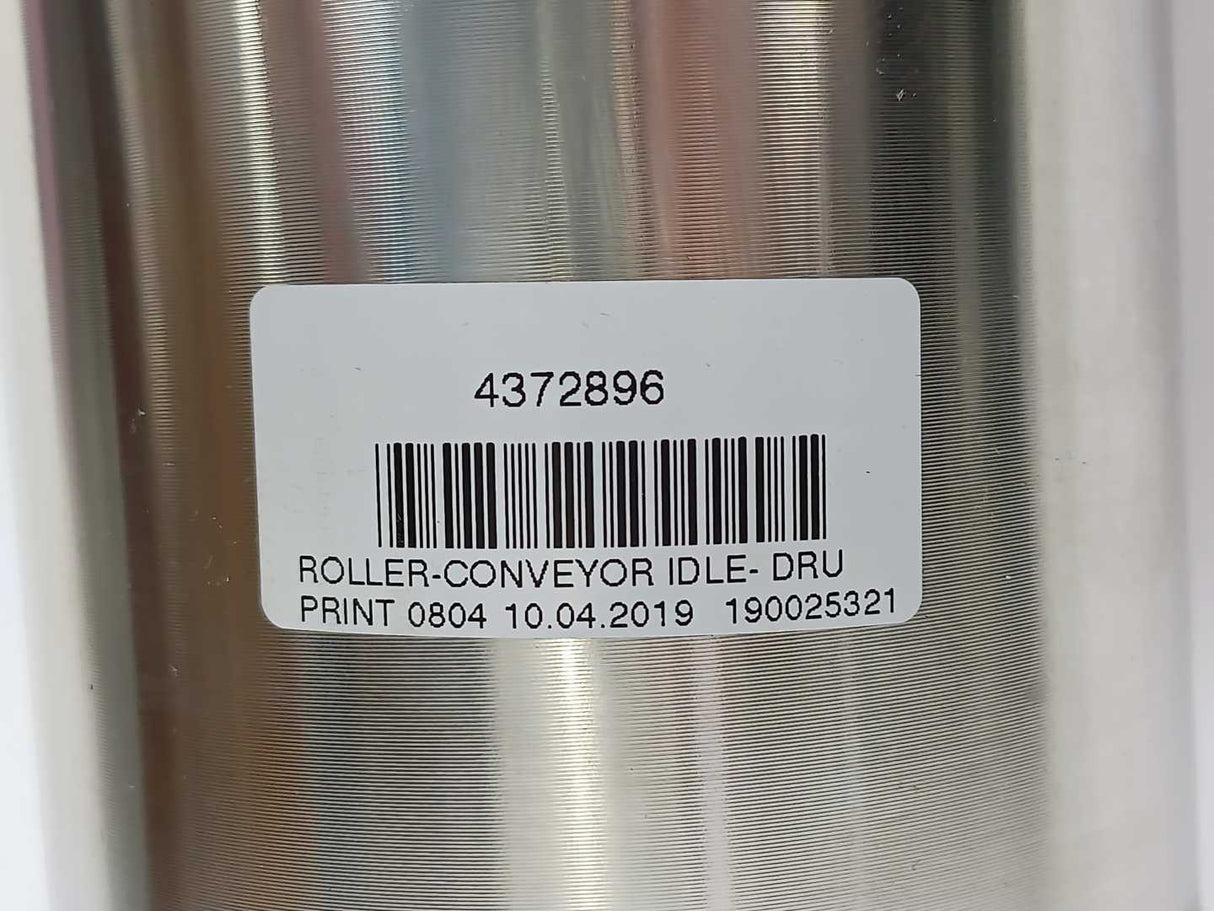 4372896
ROLLER-CONVEYOR IDLE- DRU
PRINT 0804 10.04.2019 190025321